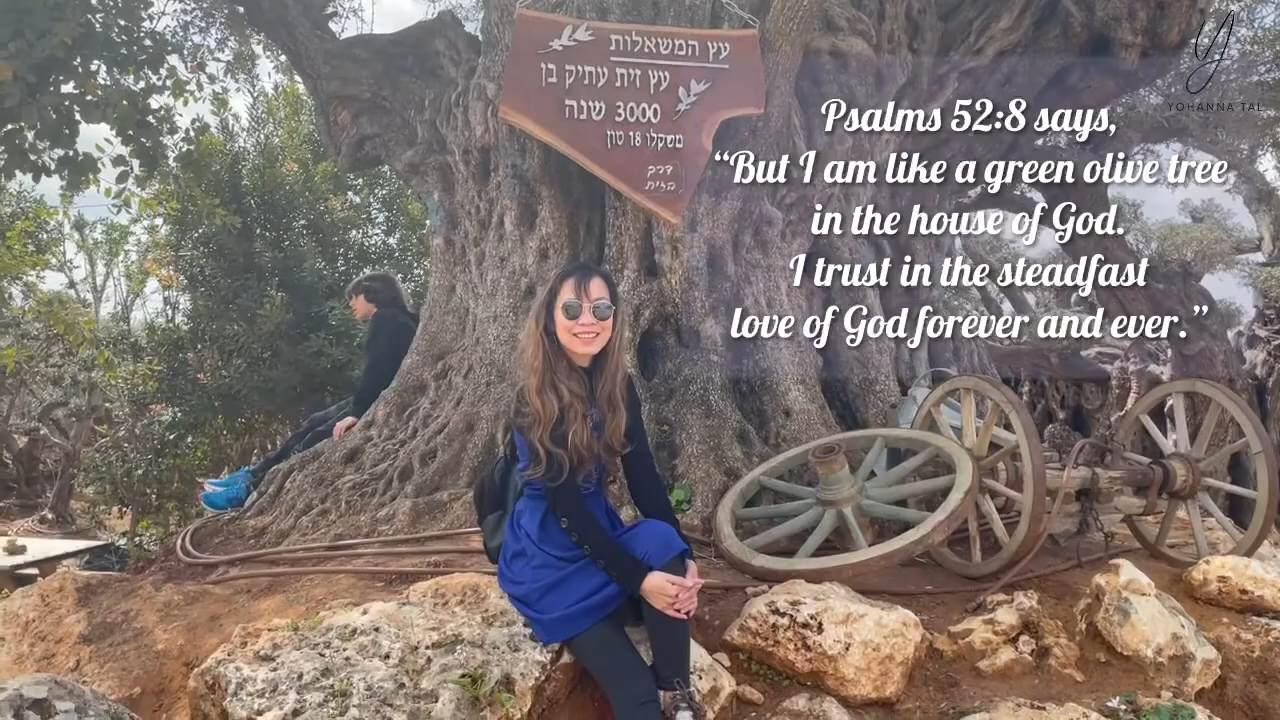 עץ המשאלות
עץ זית עתיק בן
3000 שנה
משקלו 18 טון
דרך
הזית
Y
YOHANNA TAL
Psalms 52:8 says,
“But I am like a green olive tree
in the house of God.
I trust in the steadfast
love of God forever and ever.”